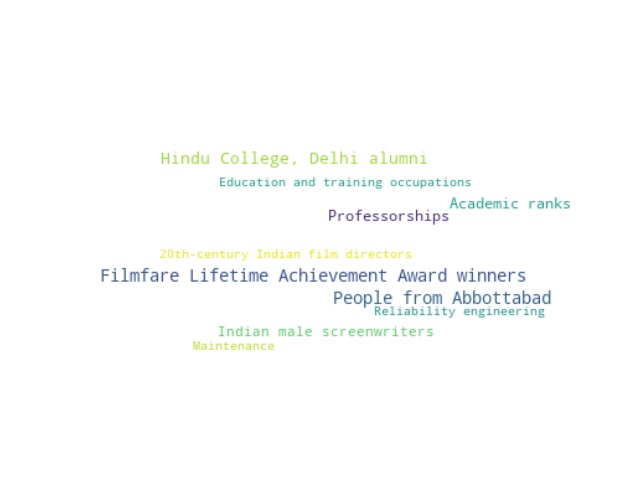 Hindu College, Delhi alumni
Education and training occupations
Academic ranks
Professorships
20th-century Indian film directors
Filmfare Lifetime Achievement Award winners
People from Abbottabad
Reliability engineering
Indian male screenwriters
Maintenance